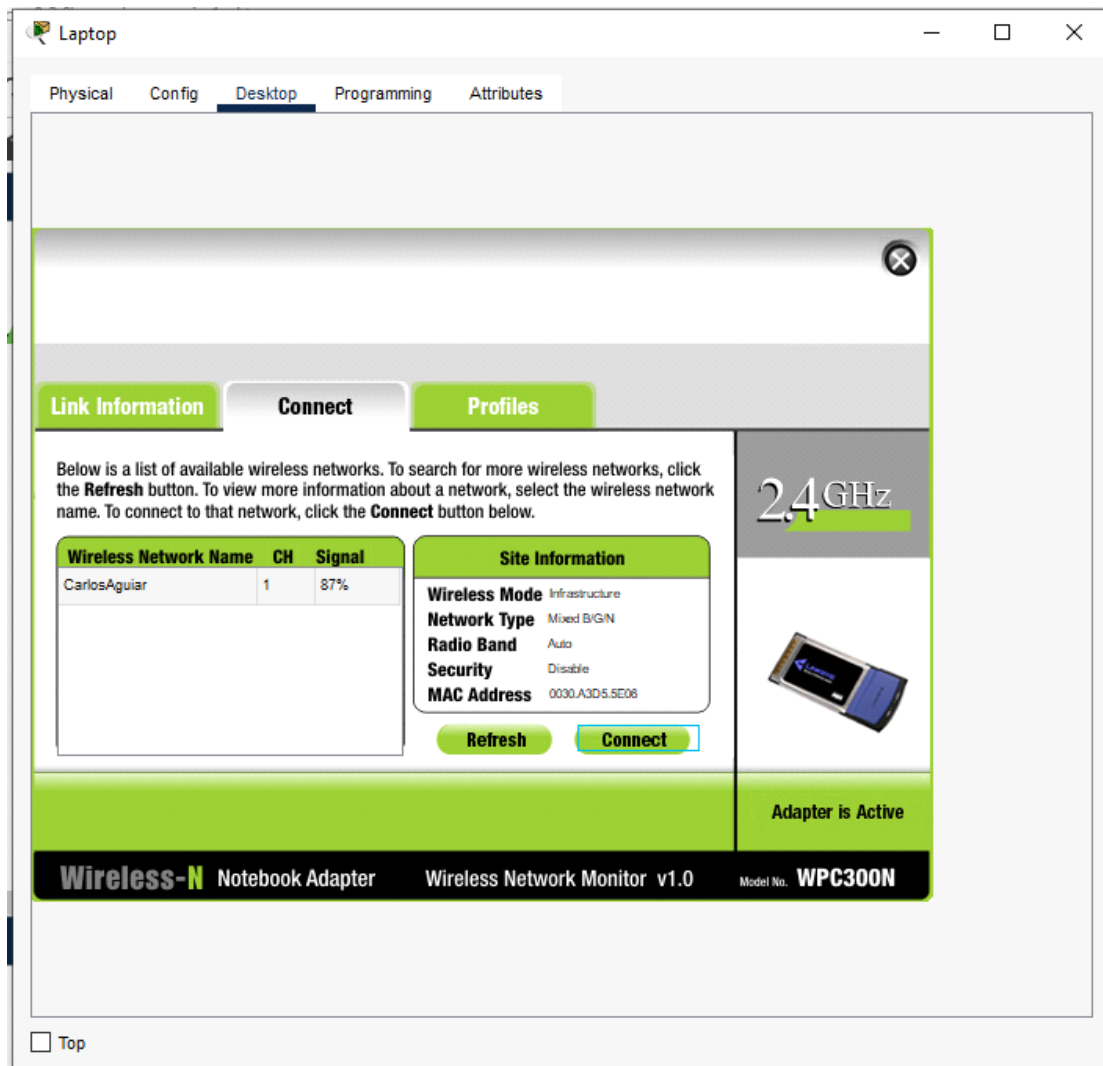 Laptop
Physical Config Desktop Programming Attributes
Link Information Connect Profiles
Below is a list of available wireless networks. To search for more wireless networks, click
the Refresh button. To view more information about a network, select the wireless network
name. To connect to that network, click the Connect button below.
2.4GHz
Wireless Network Name CH Signal
CarlosAguiar 1 87%
Site Information
Wireless Mode Infrastructure
Network Type Mixed B/G/N
Radio Band Auto
Security Disable
MAC Address 0030.A3D5.5E06
Refresh Connect
Adapter is Active
Wireless-N Notebook Adapter Wireless Network Monitor v1.0 Model No. WPC300N
Top